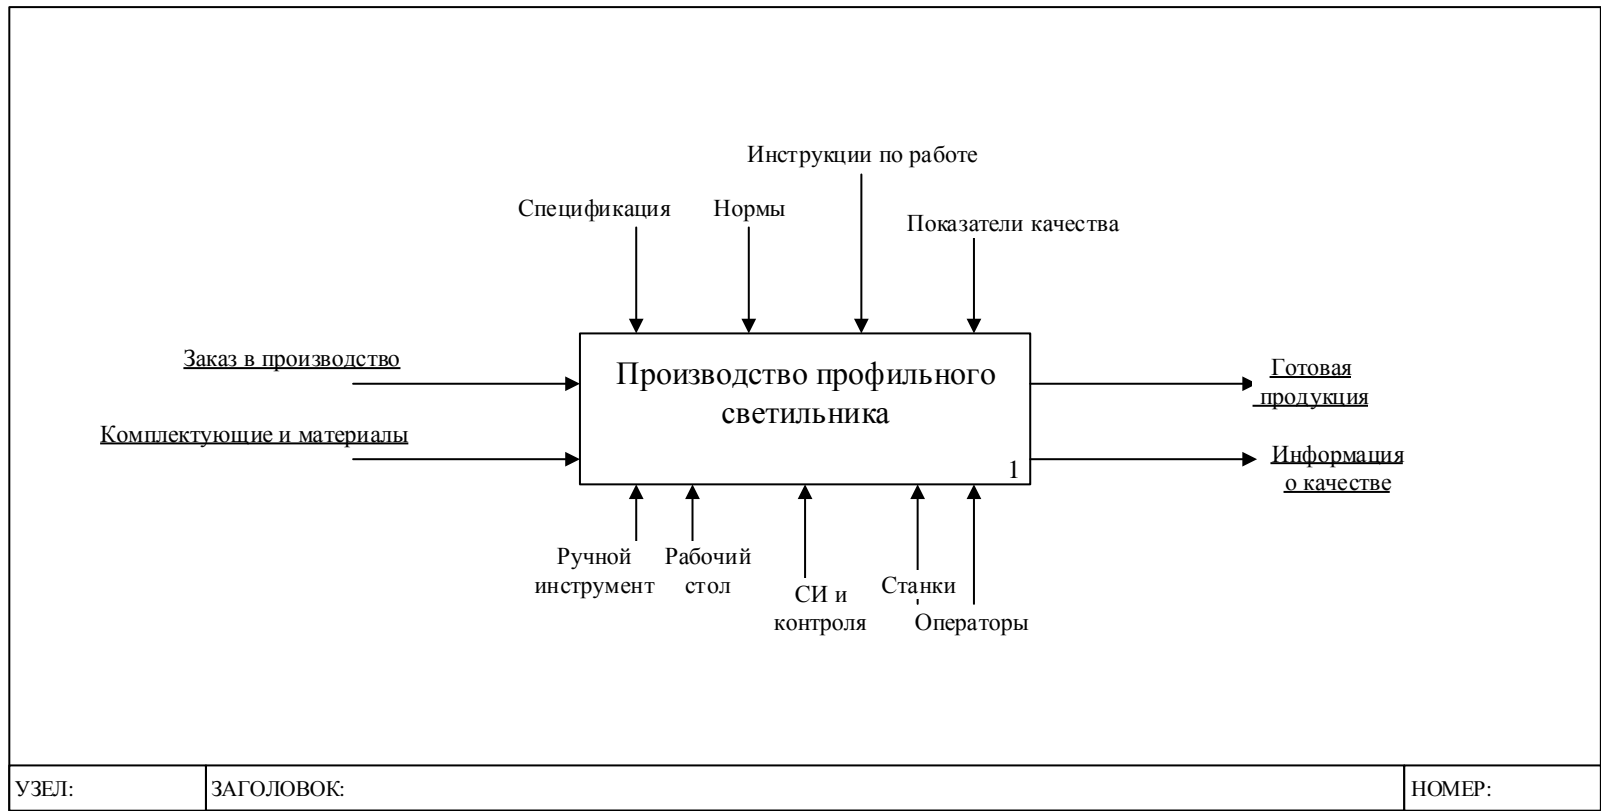 Инструкции по работе
Спецификация
Нормы
Показатели качества
Заказ в производство
Комплектующие и материалы
Производство профильного
светильника
1
Готовая
продукция
Информация
о качестве
Ручной
инструмент
Рабочий
стол
СИ и
контроля
Станки
Операторы
УЗЕЛ:
ЗАГОЛОВОК:
НОМЕР: